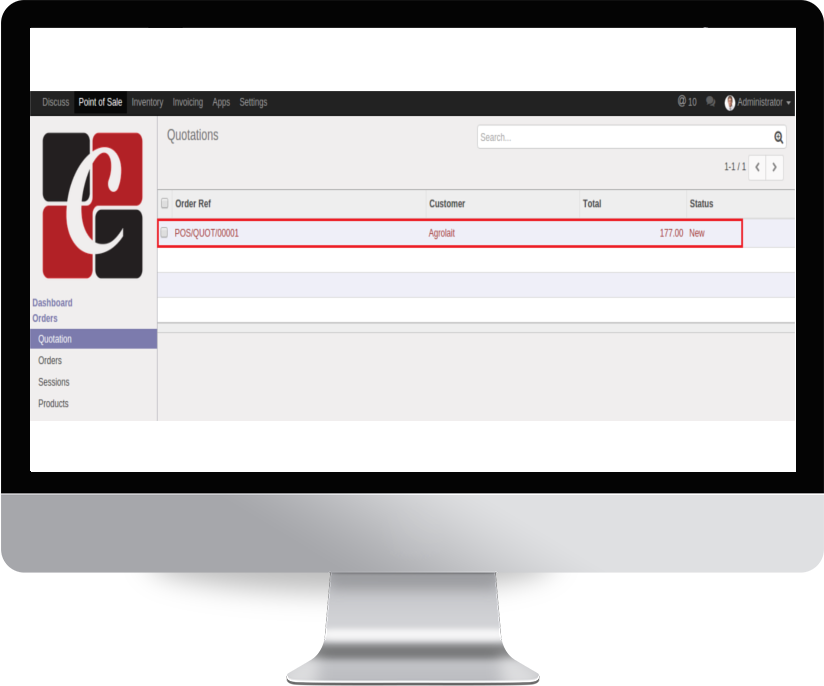 Discuss Point of Sale Inventory Invoicing Apps Settings @ 10 Administrator
Quotations
Search...
1-1 / 1
C
Order Ref Customer Total Status
POS/QUOT/00001 Agrolait 177.00 New
Dashboard
Orders
Quotation
Orders
Sessions
Products